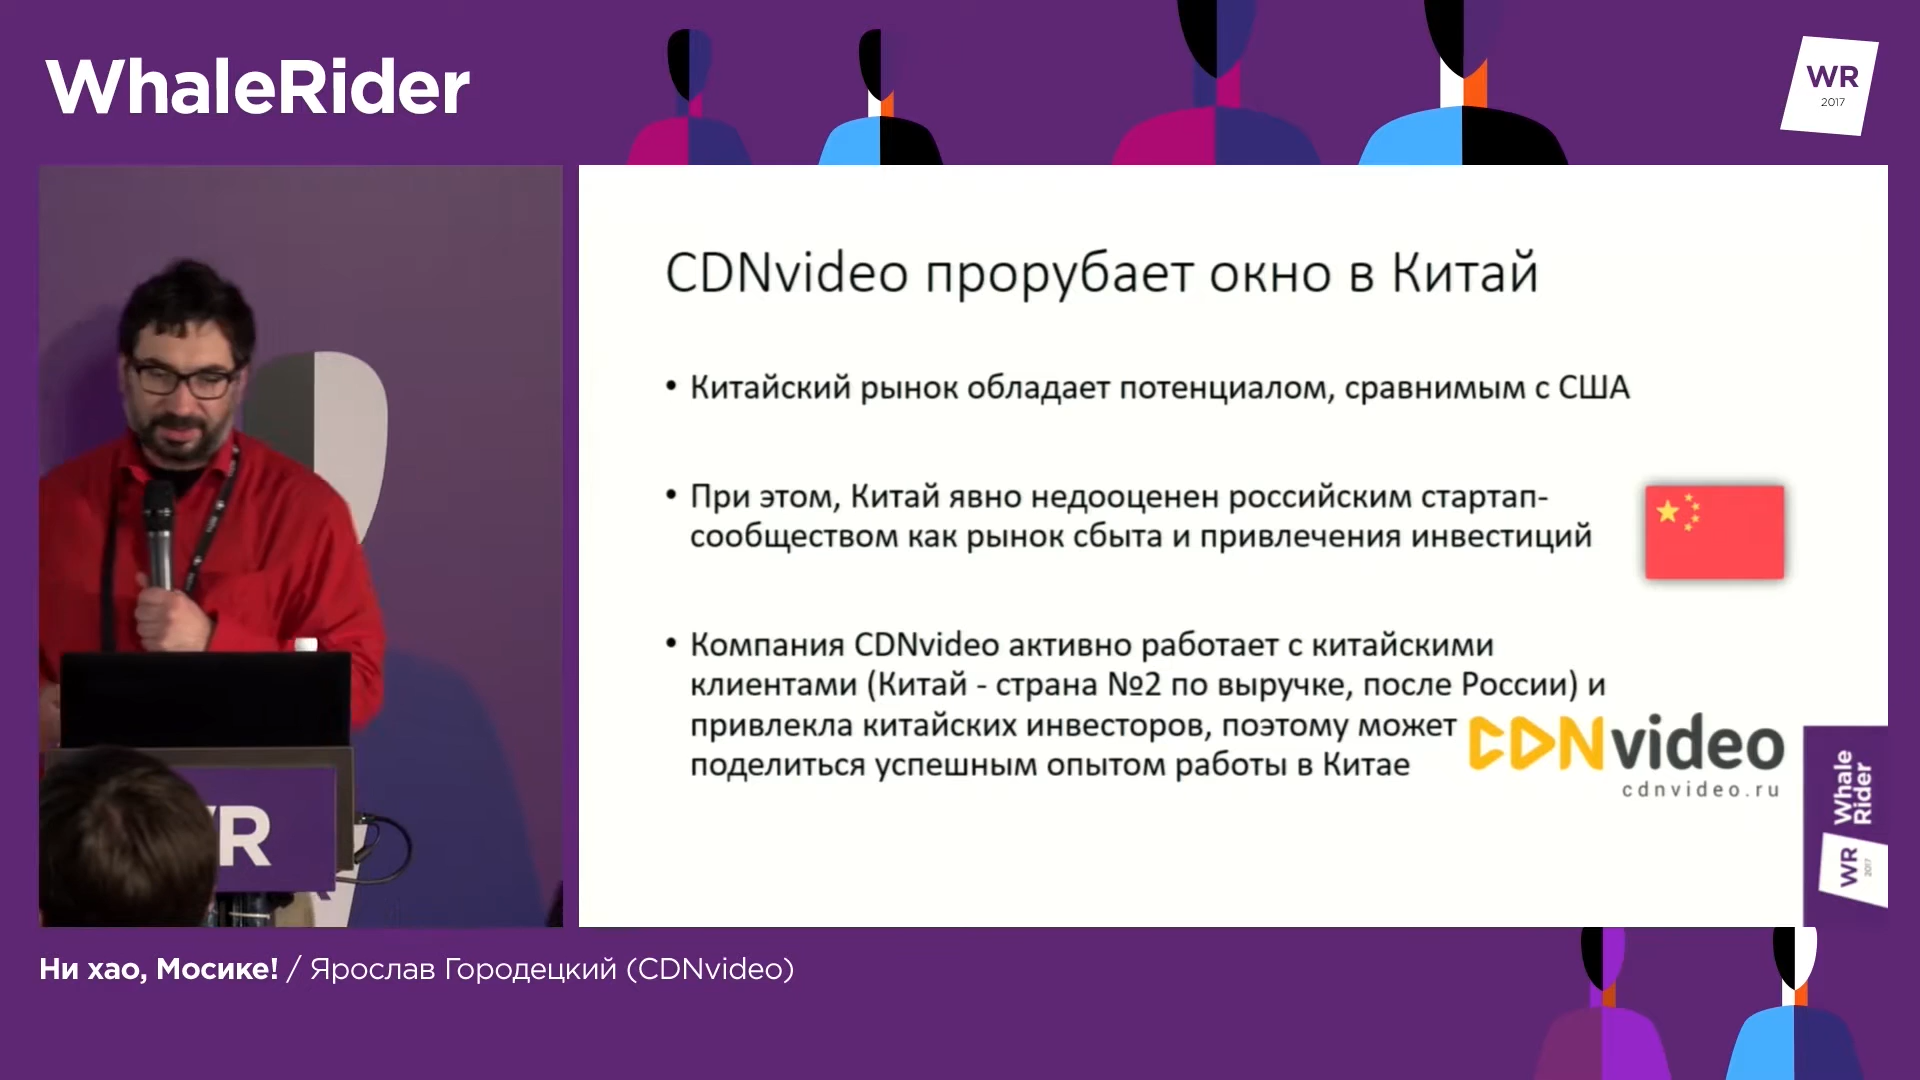 WhaleRider
WR
2017
CDNvideo прорубает окно в Китай
• Китайский рынок обладает потенциалом, сравнимым с США
• При этом, Китай явно недооценен российским стартап-
сообществом как рынок сбыта и привлечения инвестиций
• Компания CDNvideo активно работает с китайскими
клиентами (Китай - страна №2 по выручке, после России) и
привлекла китайских инвесторов, поэтому может
поделиться успешным опытом работы в Китае
CDNvideo
cdnvideo.ru
Whale
Rider
WR
2017
WR
Ни хао, Мосике! / Ярослав Городецкий (CDNvideo)